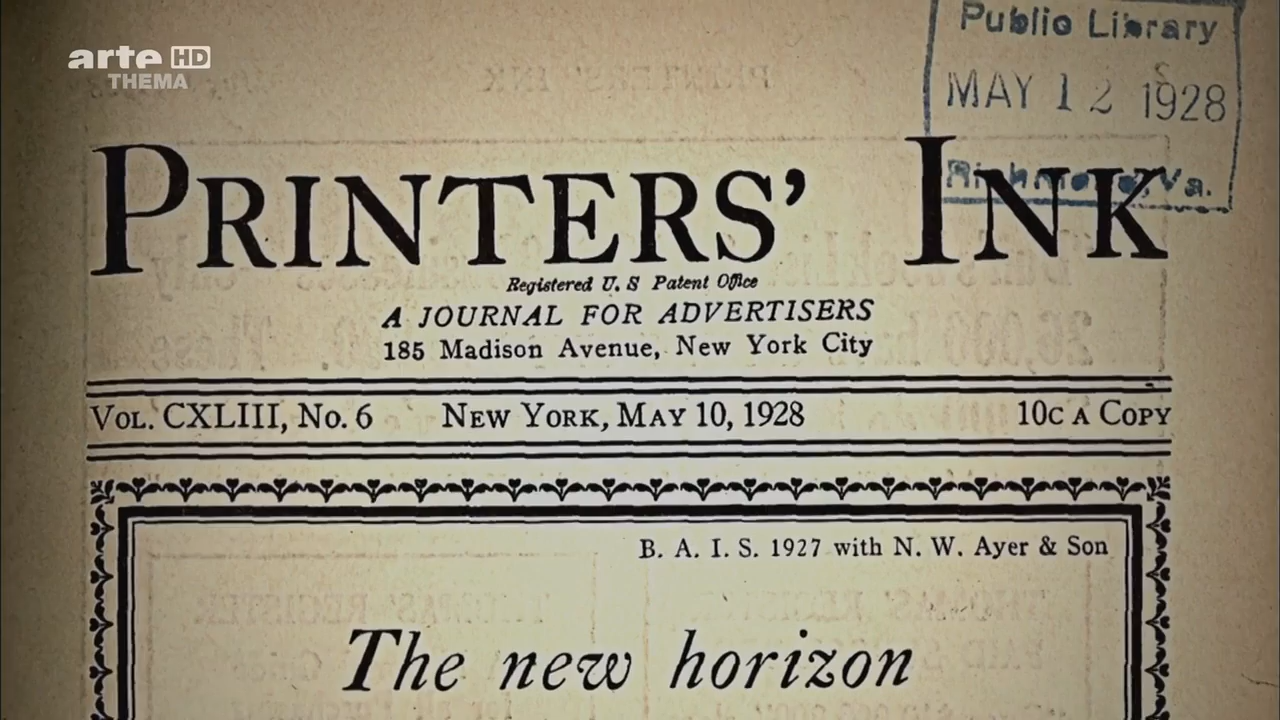 arte HD
THEMA
Public Library
MAY 12 1928
Richmond, Va.
PRINTERS' INK
Registered U. S Patent Office
A JOURNAL FOR ADVERTISERS
185 Madison Avenue, New York City
VOL. CXLIII, NO. 6 NEW YORK, MAY 10, 1928 10C A COPY
B. A. I. S. 1927 with N. W. Ayer & Son
The new horizon